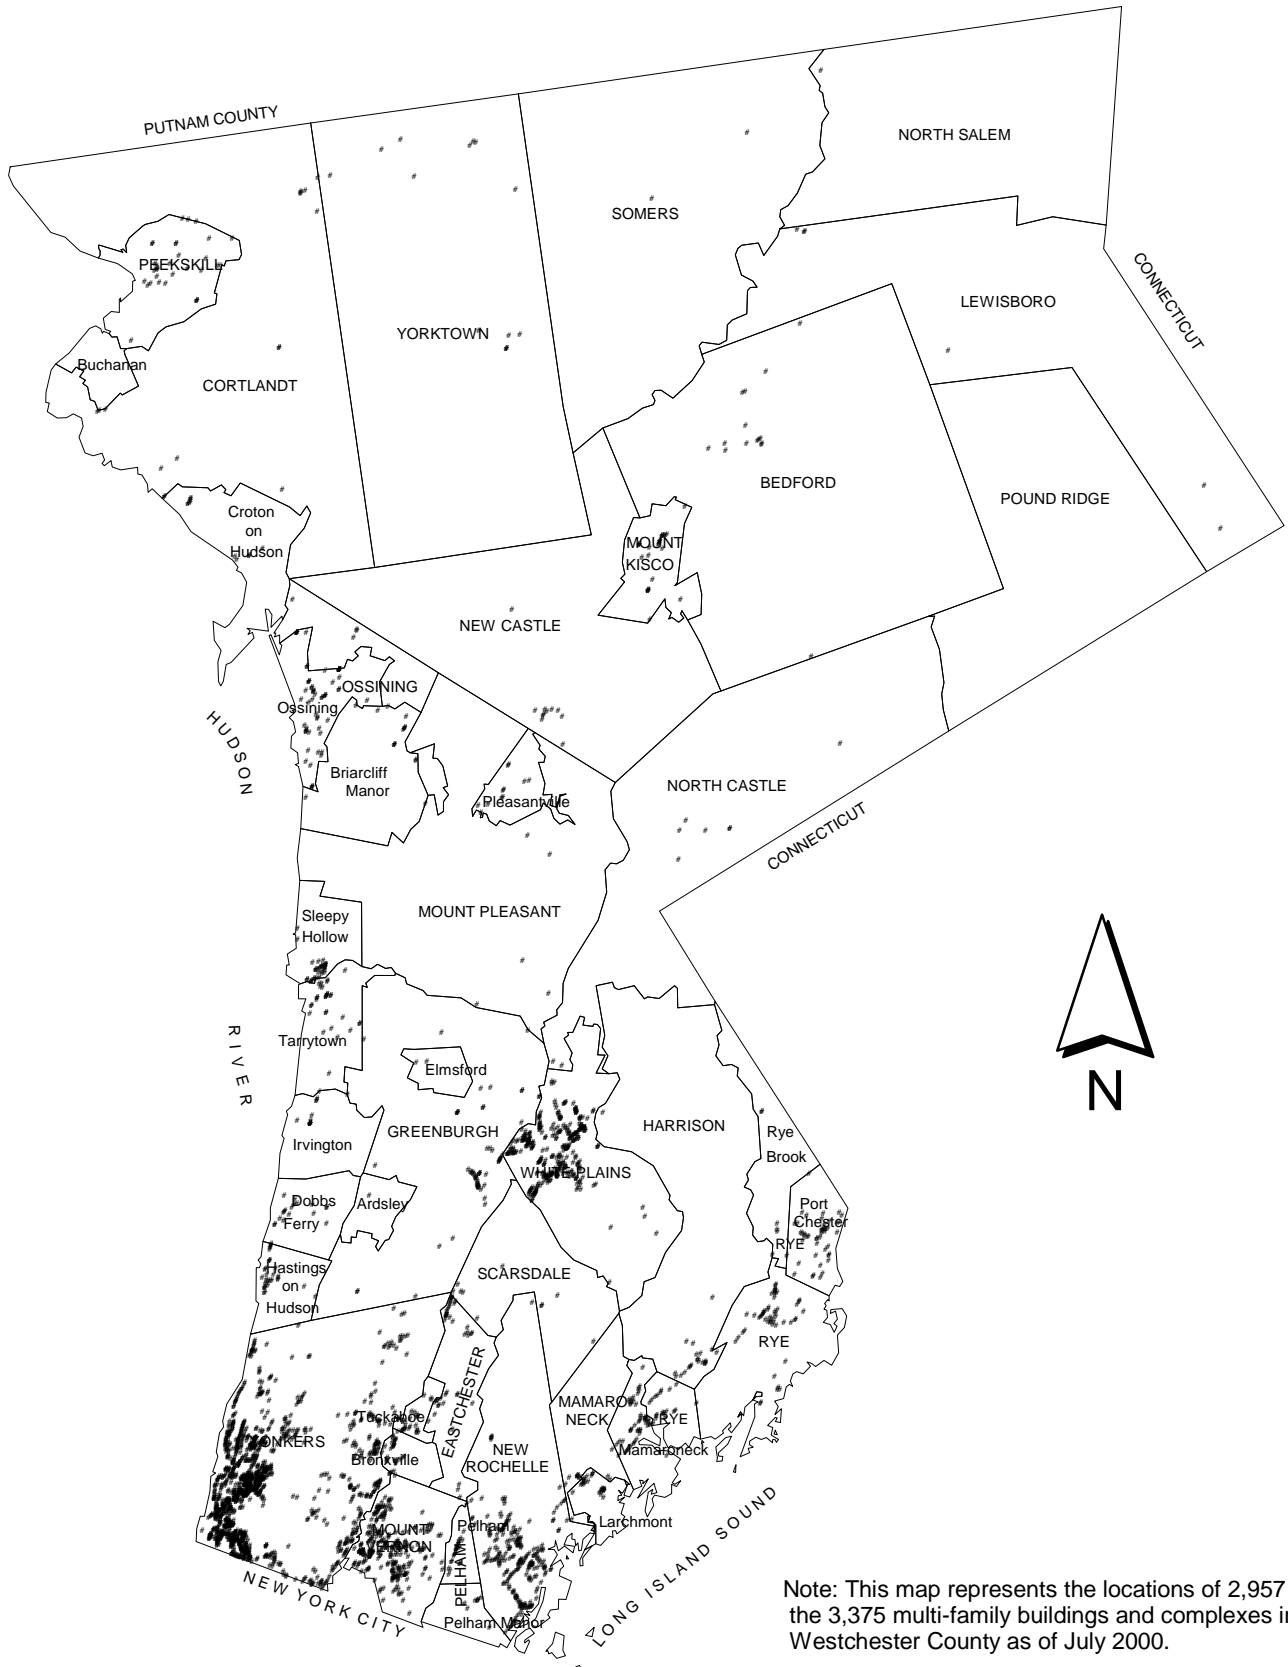 PUTNAM COUNTY
NORTH SALEM
SOMERS
PEEKSKILL
CONNECTICUT
LEWISBORO
YORKTOWN
Buchanan
CORTLANDT
BEDFORD
POUND RIDGE
Croton
on
Hudson
MOUNT
KISCO
NEW CASTLE
OSSINING
Ossining
HUDSON
Briarcliff
Manor
Pleasantville
NORTH CASTLE
CONNECTICUT
Sleepy
Hollow
MOUNT PLEASANT
RIVER
Tarrytown
Elmsford
N
GREENBURGH
HARRISON
Rye
Brook
Irvington
WHITE PLAINS
Dobbs
Ferry
Ardsley
Port
Chester
RYE
Hastings
on
Hudson
SCARSDALE
RYE
EASTCHESTER
MAMARO
NECK
RYE
Tuckahoe
YONKERS
Bronxville
NEW
ROCHELLE
Mamaroneck
Larchmont
MOUNT
VERNON
Pelham
PELHAM
LONG ISLAND SOUND
NEW YORK CITY
Pelham Manor
Note: This map represents the locations of 2,957
the 3,375 multi-family buildings and complexes i
Westchester County as of July 2000.